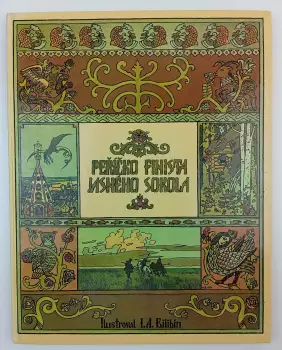 PEŘÍČKO FINISTA
JASNÉHO SOKOLA
Ilustroval I. A. Bilibin